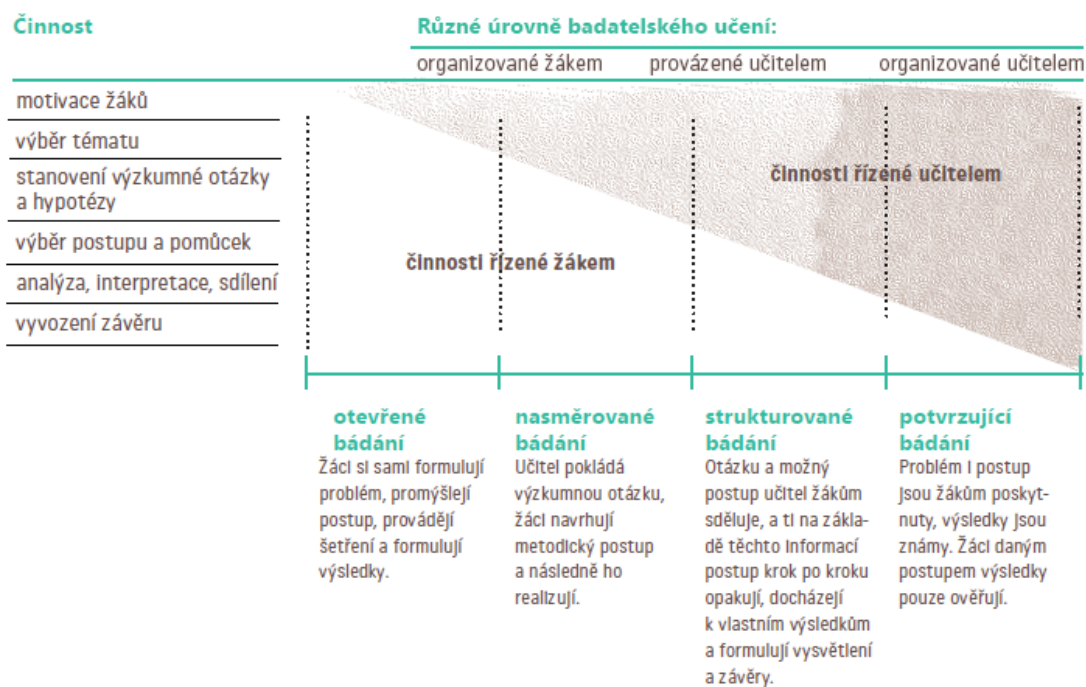 Činnost
Různé úrovně badatelského učení:
organizované žákem
provázené učitelem
organizované učitelem
motivace žáků
výběr tématu
stanovení výzkumné otázky
a hypotézy
výběr postupu a pomůcek
analýza, interpretace, sdílení
vyvození závěru
činnosti řízené učitelem
činnosti řízené žákem
otevřené
bádání
Žáci si sami formulují
problém, promýšlejí
postup, provádějí
šetření a formulují
výsledky.
nasměrované
bádání
Učitel pokládá
výzkumnou otázku,
žáci navrhují
metodický postup
a následně ho
realizují.
strukturované
bádání
Otázku a možný
postup učitel žákům
sděluje, a ti na zákla-
dě těchto informací
postup krok po kroku
opakují, docházejí
k vlastním výsledkům
a formulují vysvětlení
a závěry.
potvrzující
bádání
Problém i postup
jsou žákům poskyt-
nuty, výsledky jsou
známy. Žáci daným
postupem výsledky
pouze ověřují.